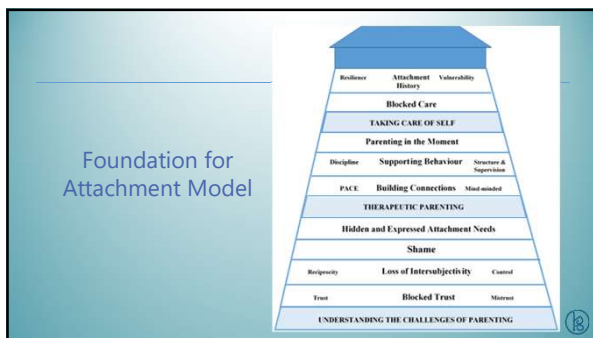 Foundation for
Attachment Model
Resilience Attachment Vulnerability
History
Blocked Care
TAKING CARE OF SELF
Parenting in the Moment
Discipline Supporting Behaviour Structure &
Supervision
PACE Building Connections Mind-minded
THERAPEUTIC PARENTING
Hidden and Expressed Attachment Needs
Shame
Reciprocity Loss of Intersubjectivity Control
Trust Blocked Trust Mistrust
UNDERSTANDING THE CHALLENGES OF PARENTING